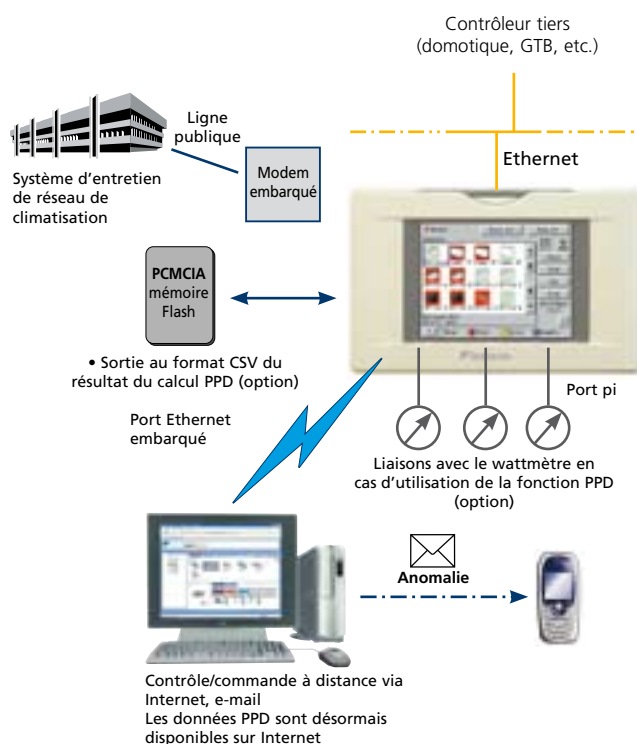 Contrôleur tiers
(domotique, GTB, etc.)
Ethernet
Ligne
publique
Modem
embarqué
Système d'entretien
de réseau de
climatisation
PCMCIA
mémoire
Flash
• Sortie au format CSV du
résultat du calcul PPD (option)
Port Ethernet
embarqué
Port pi
Liaisons avec le wattmètre en
cas d'utilisation de la fonction PPD
(option)
Anomalie
Contrôle/commande à distance via
Internet, e-mail
Les données PPD sont désormais
disponibles sur Internet